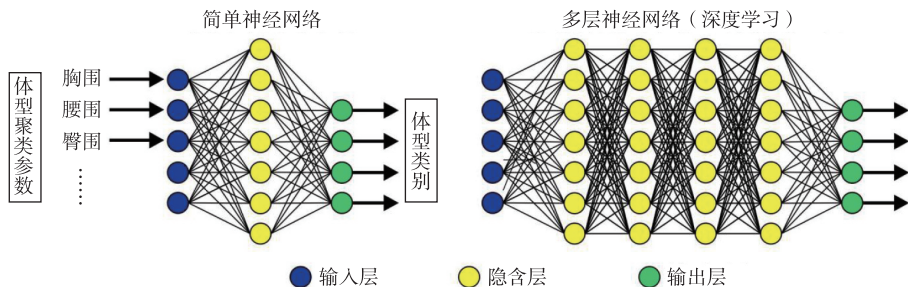 简单神经网络
多层神经网络（深度学习）
体型聚类参数
胸围
腰围
臀围
……
体型类别
输入层
隐含层
输出层